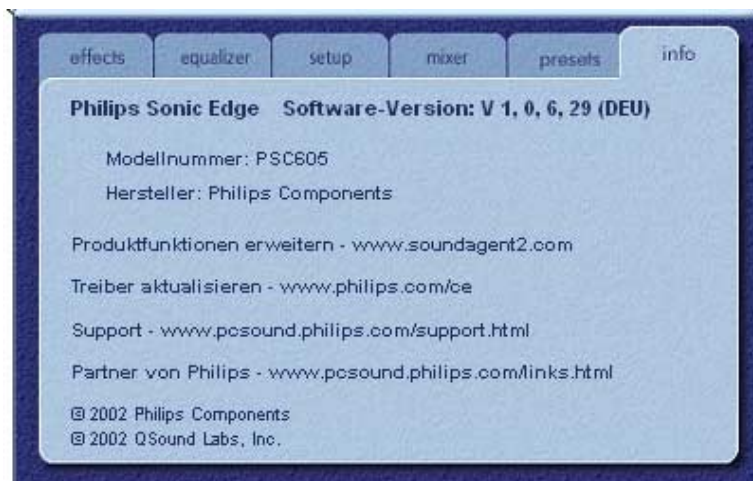 effects equalizer setup mixer presets info
Philips Sonic Edge Software-Version: V 1, 0, 6, 29 (DEU)
Modellnummer: PSC605
Hersteller: Philips Components
Produktfunktionen erweitern - www.soundagent2.com
Treiber aktualisieren - www.philips.com/ce
Support - www.pcsound.philips.com/support.html
Partner von Philips - www.pcsound.philips.com/links.html
© 2002 Philips Components
© 2002 QSound Labs, Inc.